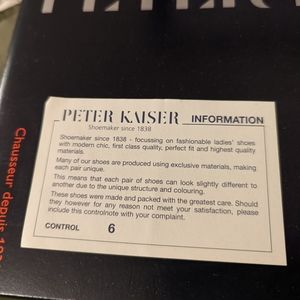 PETER KAISER INFORMATION
Shoemaker since 1838
Shoemaker since 1838 - focussing on fashionable ladies' shoes
with modern chic, first class quality, perfect fit and highest quality
materials.
Many of our shoes are produced using exclusive materials, making
each pair unique.
This means that each pair of shoes can look slightly different to
another due to the unique structure and colouring.
These shoes were made and packed with the greatest care. Should
they however for any reason not meet your satisfaction, please
include this controlnote with your complaint.
CONTROL 6
Chausseur depuis